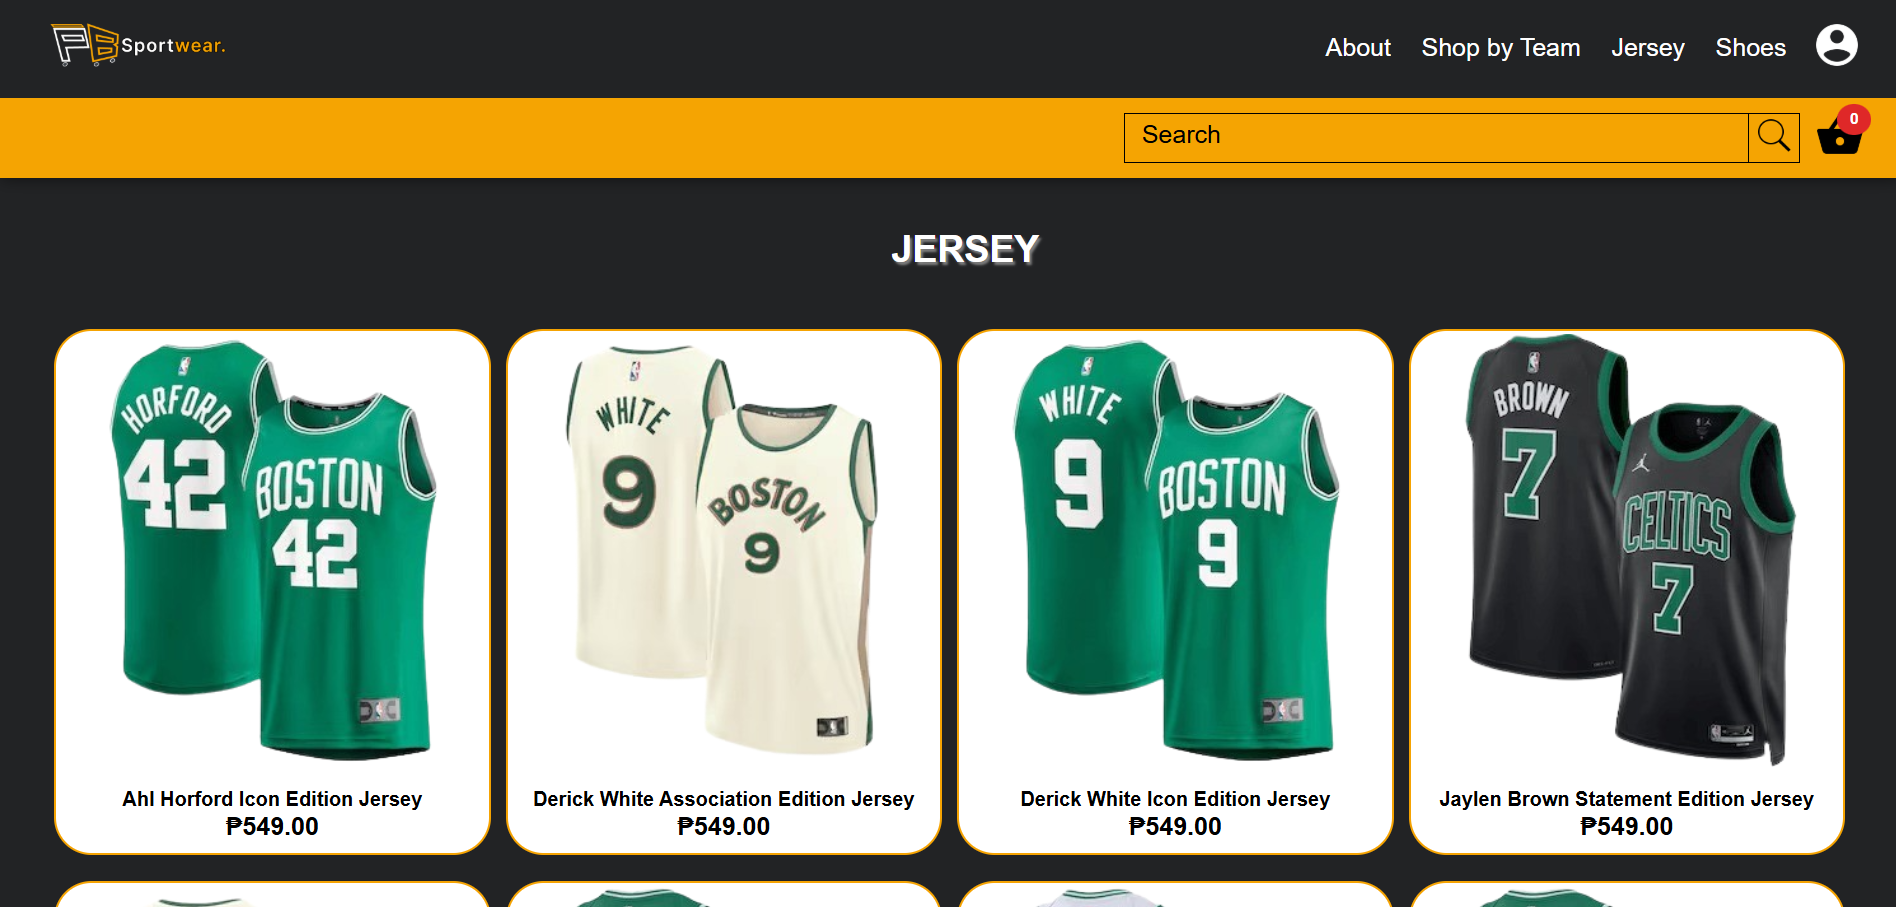 PB Sportwear.
About Shop by Team Jersey Shoes
0
Search
JERSEY
HORFORD
42
BOSTON
42
WHITE
9
BOSTON
9
WHITE
9
BOSTON
9
BROWN
7
CELTICS
7
Ahl Horford Icon Edition Jersey
₱549.00
Derick White Association Edition Jersey
₱549.00
Derick White Icon Edition Jersey
₱549.00
Jaylen Brown Statement Edition Jersey
₱549.00